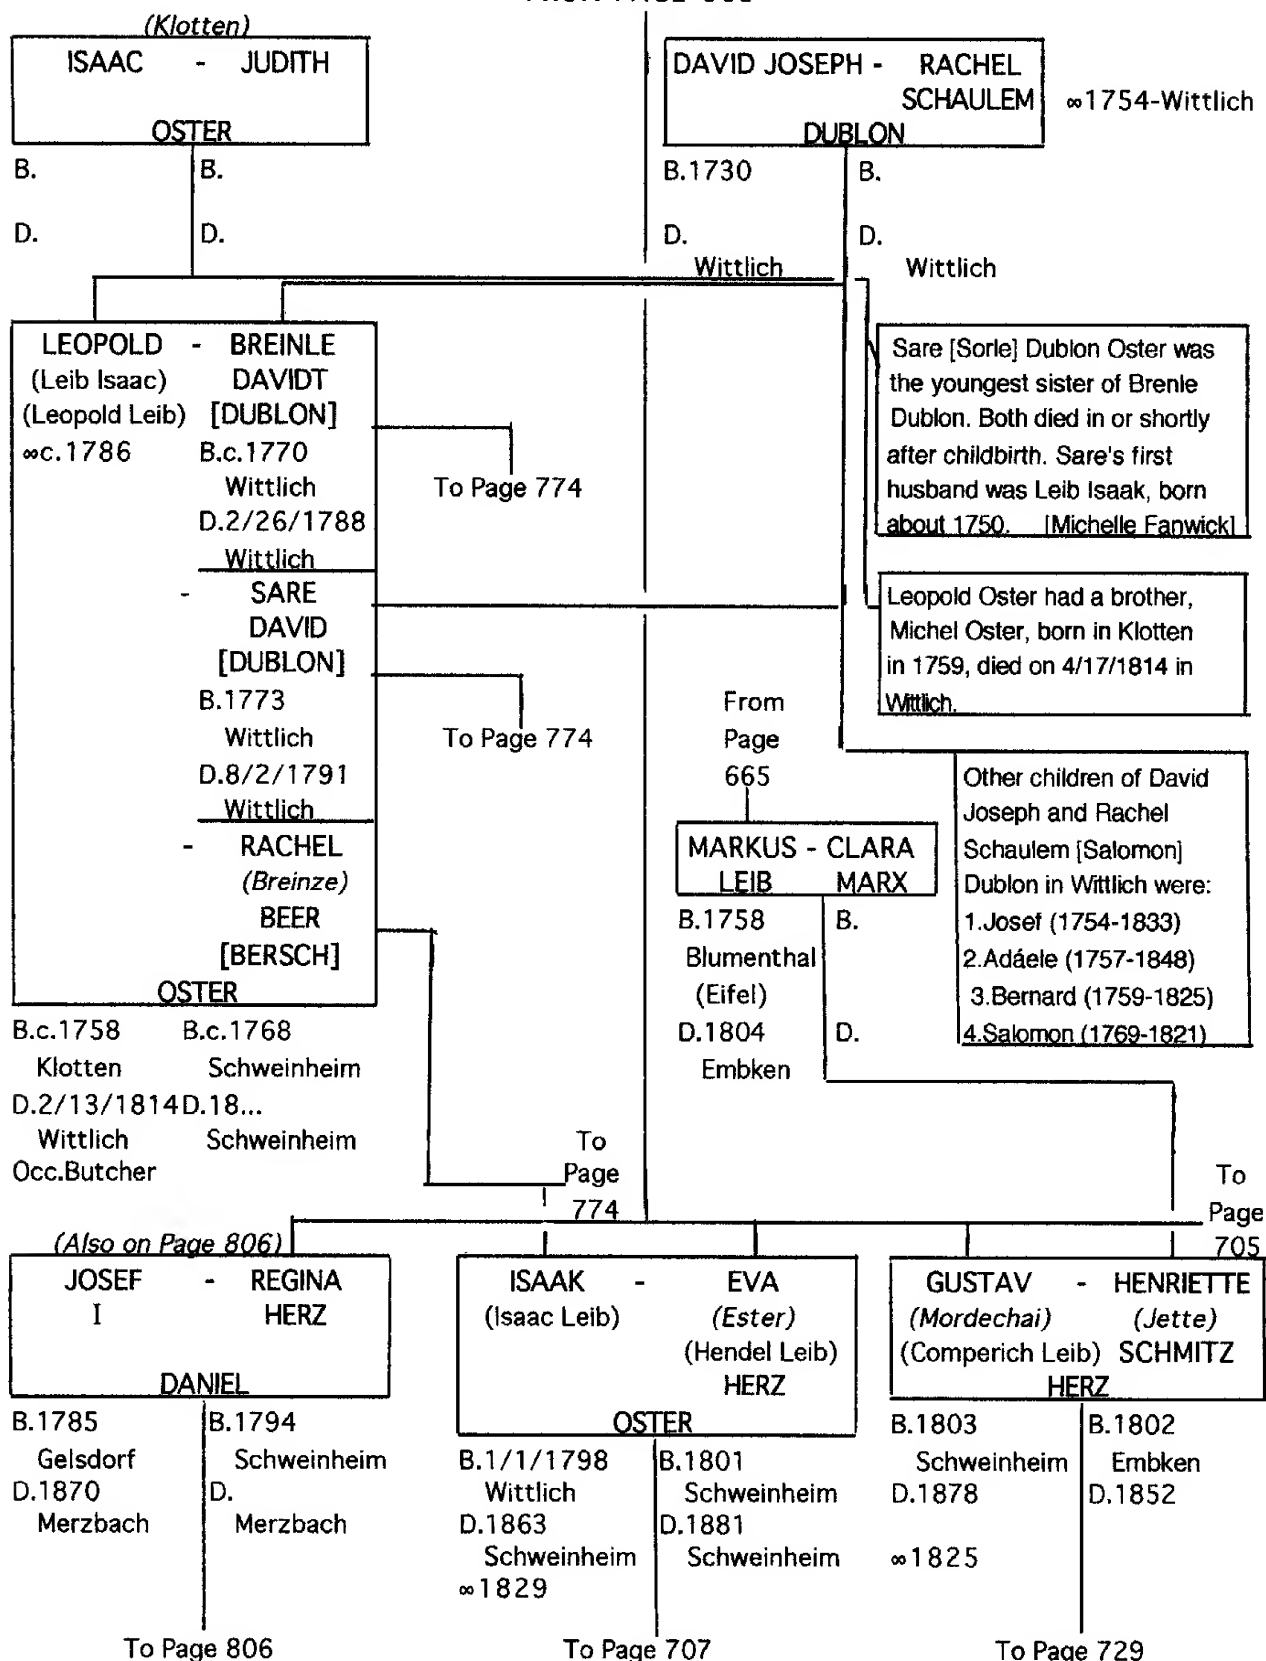 (Klotten)
ISAAC - JUDITH
OSTER
B. B.
D. D.
DAVID JOSEPH - RACHEL
SCHAULEM
DUBLON
∞1754-Wittlich
B.1730 B.
D. D.
Wittlich Wittlich
LEOPOLD - BREINLE
(Leib Isaac) DAVIDT
(Leopold Leib) [DUBLON]
∞c.1786 B.c.1770
Wittlich
D.2/26/1788
Wittlich
To Page 774
- SARE
DAVID
[DUBLON]
B.1773
Wittlich
D.8/2/1791
Wittlich
To Page 774
- RACHEL
(Breinze)
BEER
[BERSCH]
OSTER
B.c.1758 B.c.1768
Klotten Schweinheim
D.2/13/1814 D.18...
Wittlich Schweinheim
Occ.Butcher
To
Page
774
Sare [Sorle] Dublon Oster was
the youngest sister of Brenle
Dublon. Both died in or shortly
after childbirth. Sare's first
husband was Leib Isaak, born
about 1750. [Michelle Fanwick]
Leopold Oster had a brother,
Michel Oster, born in Klotten
in 1759, died on 4/17/1814 in
Wittlich.
From
Page
665
MARKUS - CLARA
LEIB MARX
B.1758 B.
Blumenthal
(Eifel)
D.1804 D.
Embken
Other children of David
Joseph and Rachel
Schaulem [Salomon]
Dublon in Wittlich were:
1.Josef (1754-1833)
2.Adáele (1757-1848)
3.Bernard (1759-1825)
4.Salomon (1769-1821)
To
Page
705
(Also on Page 806)
JOSEF - REGINA
I HERZ
DANIEL
B.1785 B.1794
Gelsdorf Schweinheim
D.1870 D.
Merzbach Merzbach
To Page 806
ISAAK - EVA
(Isaac Leib) (Ester)
(Hendel Leib)
HERZ
OSTER
B.1/1/1798 B.1801
Wittlich Schweinheim
D.1863 D.1881
Schweinheim Schweinheim
∞1829
To Page 707
GUSTAV - HENRIETTE
(Mordechai) (Jette)
(Comperich Leib) SCHMITZ
HERZ
B.1803 B.1802
Schweinheim Embken
D.1878 D.1852
∞1825
To Page 729